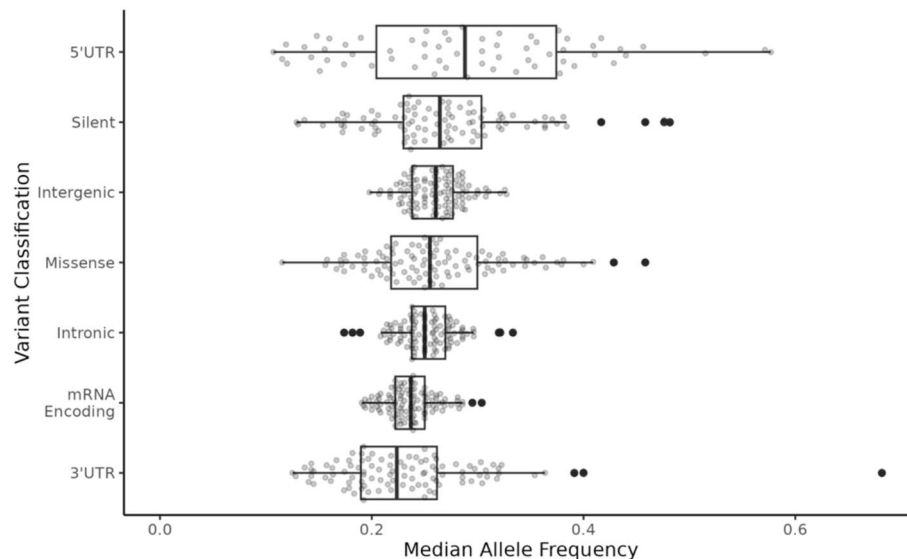 5'UTR
Silent
Intergenic
Missense
Intronic
mRNA
Encoding
3'UTR
Variant Classification
0.0
0.2
0.4
0.6
Median Allele Frequency